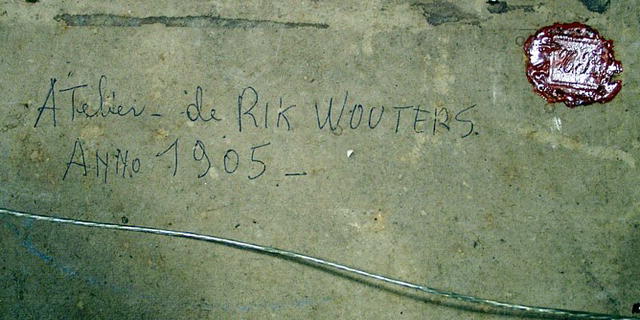 ATelier - de RIK WOUTERS.
ANNO 1905 -